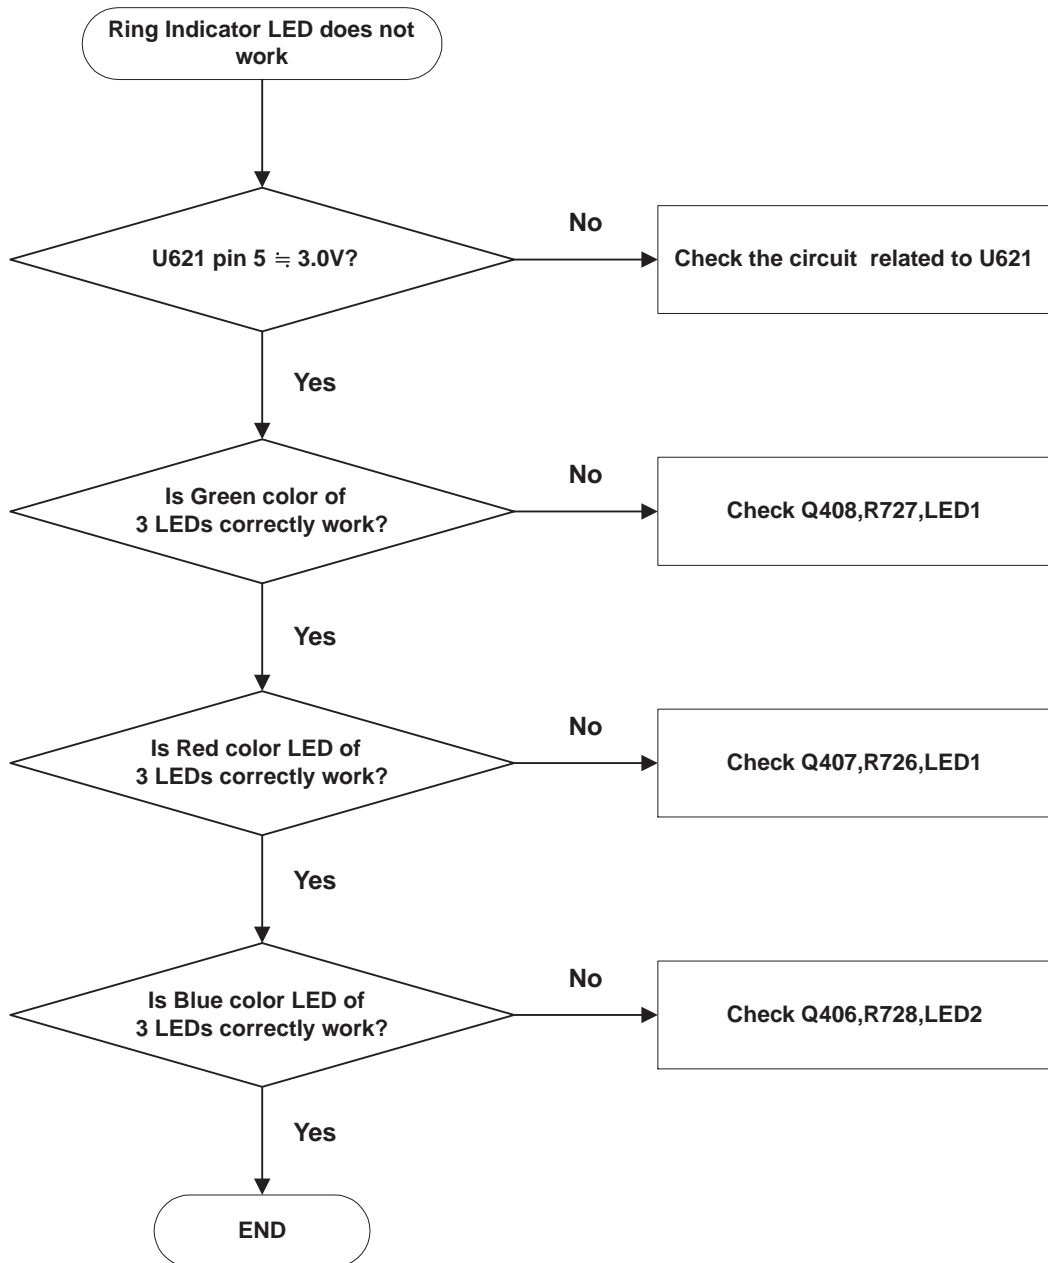 Ring Indicator LED does not
work
U621 pin 5 ≒ 3.0V?
No
Check the circuit related to U621
Yes
Is Green color of
3 LEDs correctly work?
No
Check Q408,R727,LED1
Yes
Is Red color LED of
3 LEDs correctly work?
No
Check Q407,R726,LED1
Yes
Is Blue color LED of
3 LEDs correctly work?
No
Check Q406,R728,LED2
Yes
END